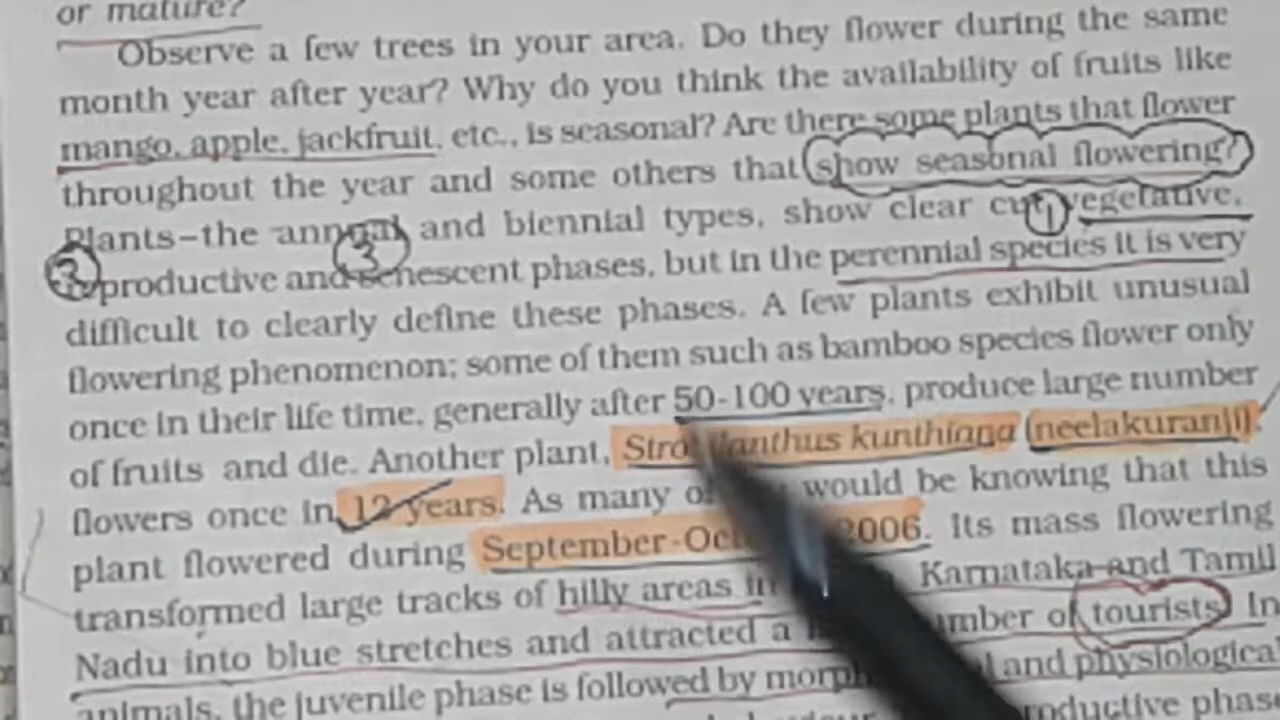 or mature?
Observe a few trees in your area. Do they flower during the same
month year after year? Why do you think the availability of fruits like
mango, apple, jackfruit, etc., is seasonal? Are there some plants that flower
throughout the year and some others that show seasonal flowering?
Plants–the annual and biennial types, show clear cut vegetative,
reproductive and senescent phases, but in the perennial species it is very
difficult to clearly define these phases. A few plants exhibit unusual
flowering phenomenon; some of them such as bamboo species flower only
once in their life time, generally after 50-100 years, produce large number
of fruits and die. Another plant, kunthiana (neelakuranji),
flowers once in 12 years. As many would be knowing that this
plant flowered during September- 2006. Its mass flowering
transformed large tracks of hilly areas in Karnataka and Tamil
Nadu into blue stretches and attracted a of tourists. In
animals, the juvenile phase is followed by and physiological
1
3
3